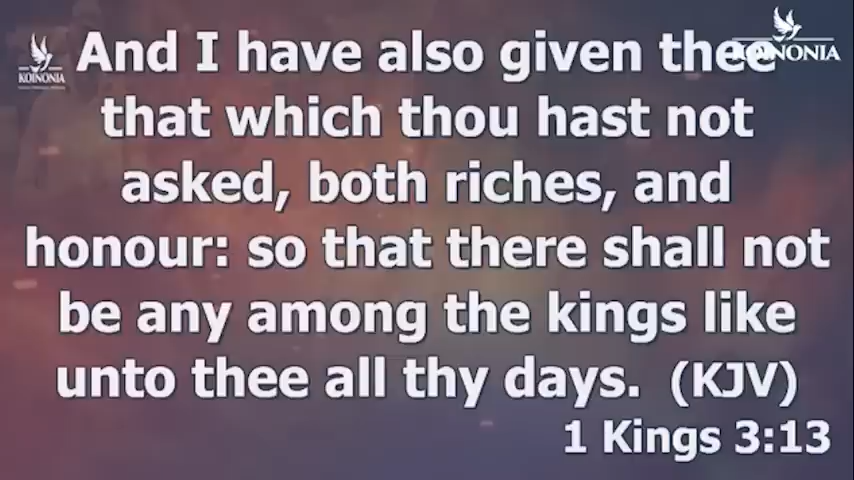 And I have also given thee
that which thou hast not
asked, both riches, and
honour: so that there shall not
be any among the kings like
unto thee all thy days. (KJV)
1 Kings 3:13
KOINONIA
KOINONIA